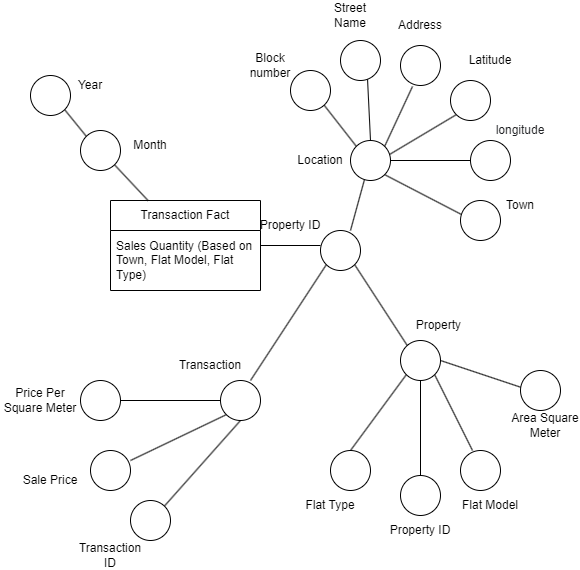 Street
Name
Address
Block
number
Latitude
Year
longitude
Month
Location
Town
Transaction Fact
Property ID
Sales Quantity (Based on
Town, Flat Model, Flat
Type)
Property
Transaction
Price Per
Square Meter
Area Square
Meter
Sale Price
Flat Type
Flat Model
Property ID
Transaction
ID